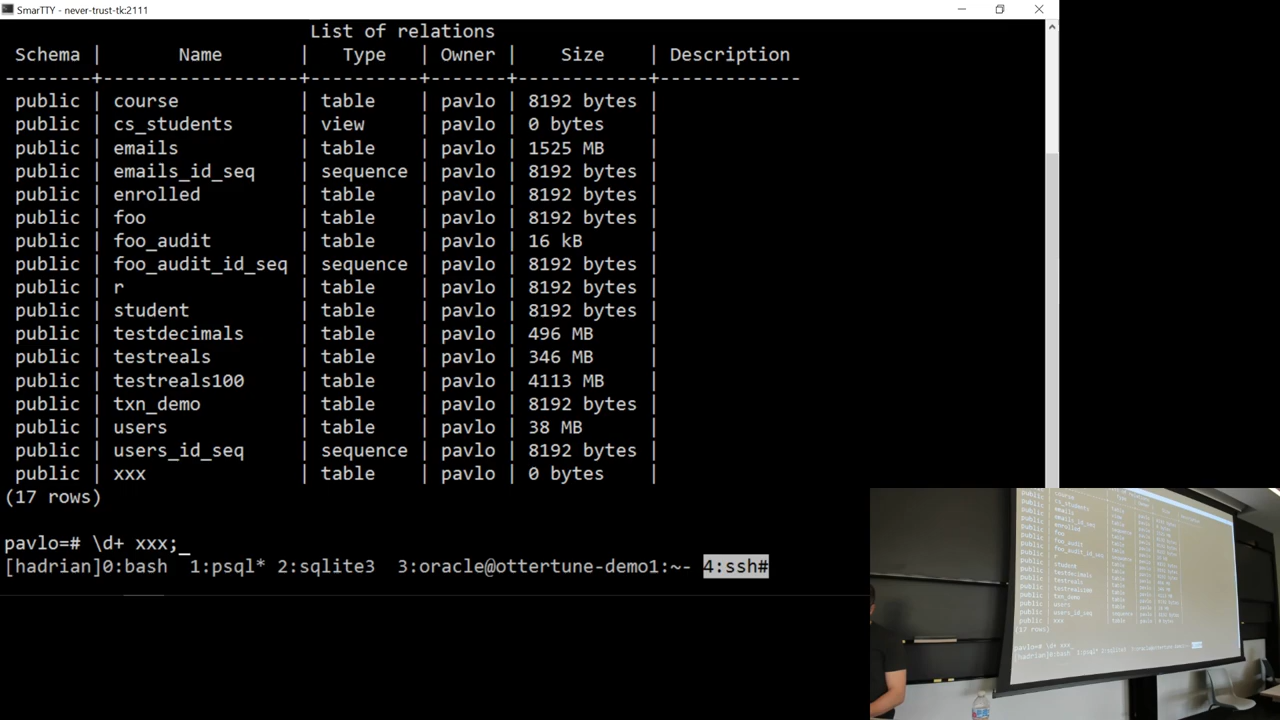 SmarTTY - never-trust-tk:2111
List of relations
Schema | Name | Type | Owner | Size | Description
--------+------------------+----------+-------+------------+-------------
public | course | table | pavlo | 8192 bytes |
public | cs_students | view | pavlo | 0 bytes |
public | emails | table | pavlo | 1525 MB |
public | emails_id_seq | sequence | pavlo | 8192 bytes |
public | enrolled | table | pavlo | 8192 bytes |
public | foo | table | pavlo | 8192 bytes |
public | foo_audit | table | pavlo | 16 kB |
public | foo_audit_id_seq | sequence | pavlo | 8192 bytes |
public | r | table | pavlo | 8192 bytes |
public | student | table | pavlo | 8192 bytes |
public | testdecimals | table | pavlo | 496 MB |
public | testreals | table | pavlo | 346 MB |
public | testreals100 | table | pavlo | 4113 MB |
public | txn_demo | table | pavlo | 8192 bytes |
public | users | table | pavlo | 38 MB |
public | users_id_seq | sequence | pavlo | 8192 bytes |
public | xxx | table | pavlo | 0 bytes |
(17 rows)
pavlo=# \d+ xxx;_
[hadrian]0:bash 1:psql* 2:sqlite3 3:oracle@ottertune-demo1:~- 4:ssh#